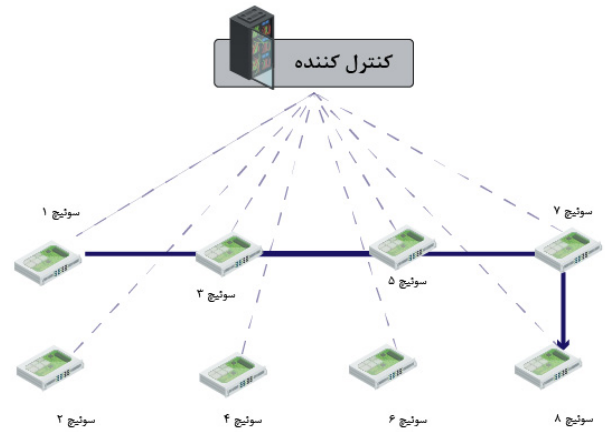 کنترل کننده
سوئیچ ۱
سوئیچ ۷
سوئیچ ۳
سوئیچ ۵
سوئیچ ۲
سوئیچ ۴
سوئیچ ۶
سوئیچ ۸